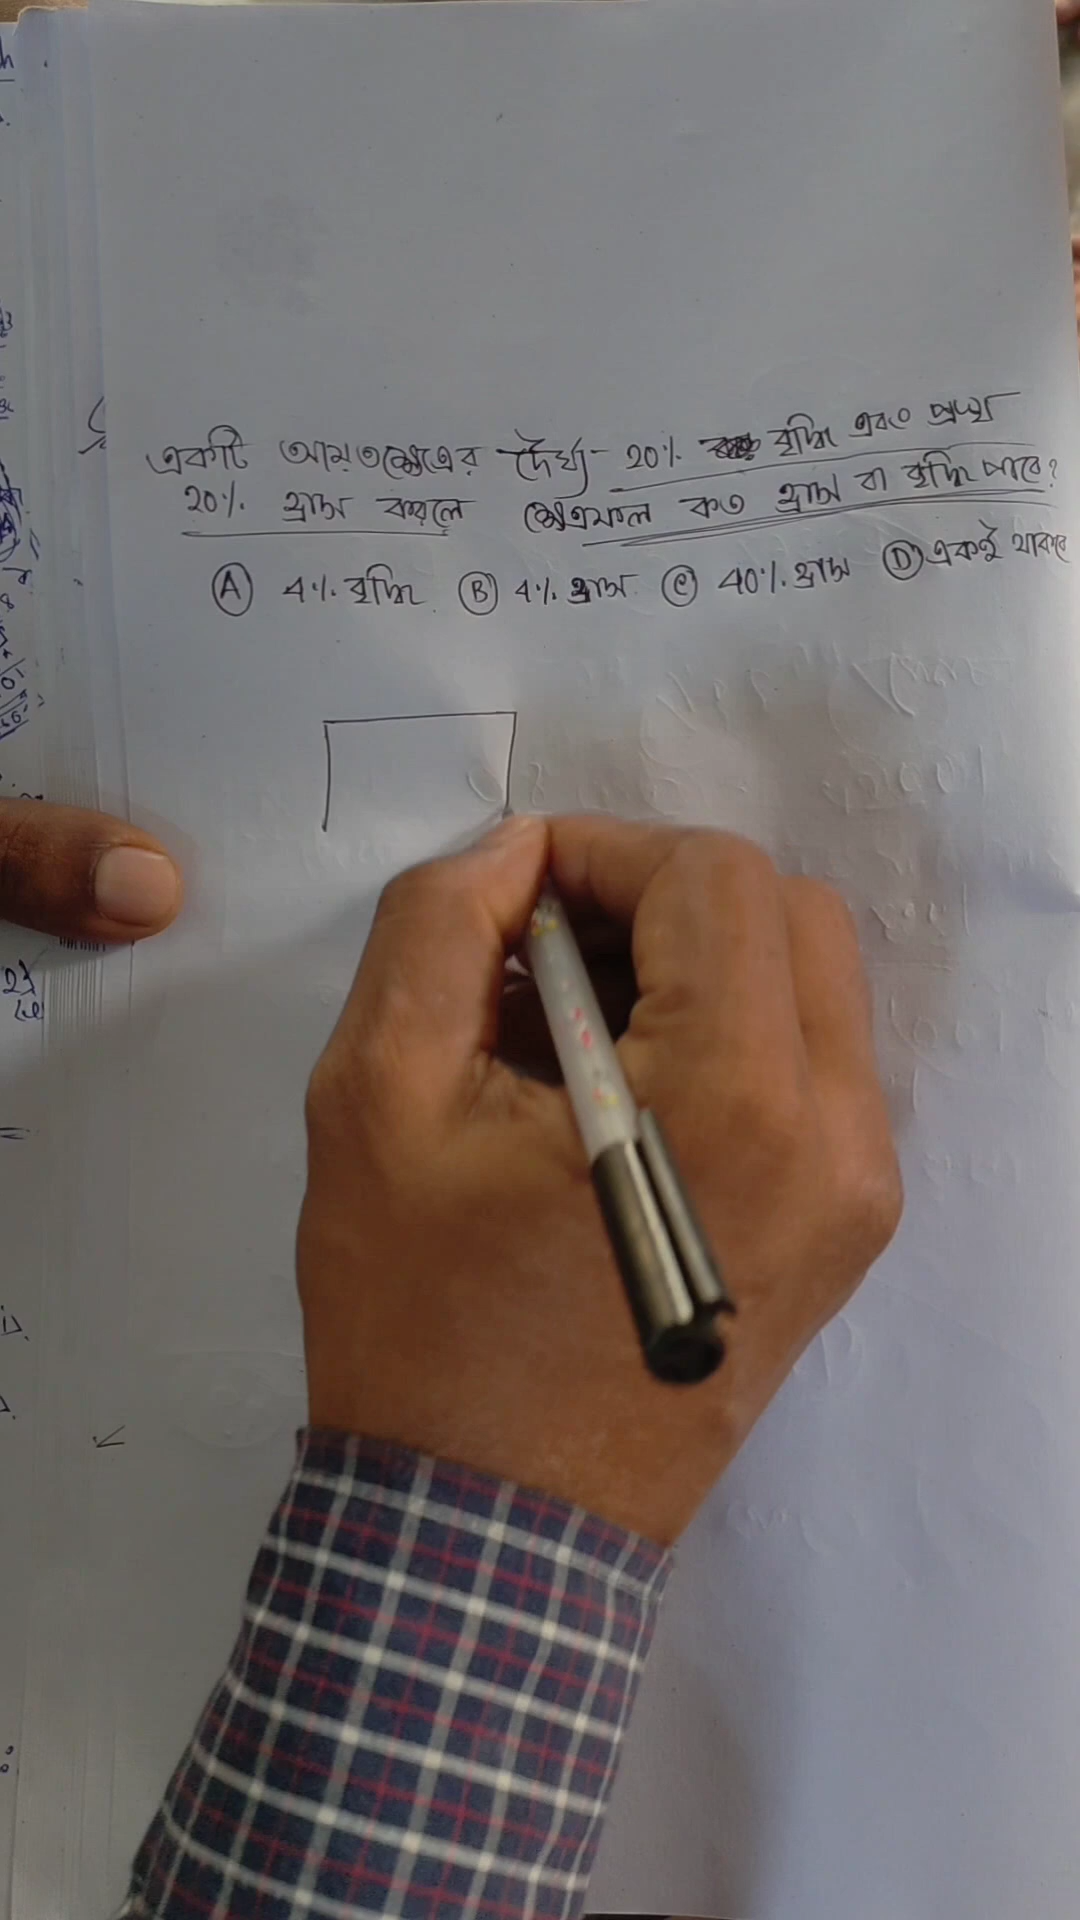 একটি আয়তক্ষেত্রের দৈর্ঘ্য 20% বৃদ্ধি এবং প্রস্থ
20% হ্রাস করলে ক্ষেত্রফল কত হ্রাস বা বৃদ্ধি পাবে?
Ⓐ 4% বৃদ্ধি Ⓑ 4% হ্রাস Ⓒ 40% হ্রাস Ⓓ একই থাকবে